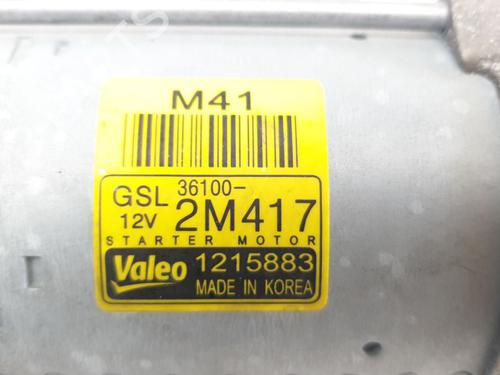 M41
GSL 36100-
12V 2M417
STARTER MOTOR
Valeo 1215883
MADE IN KOREA